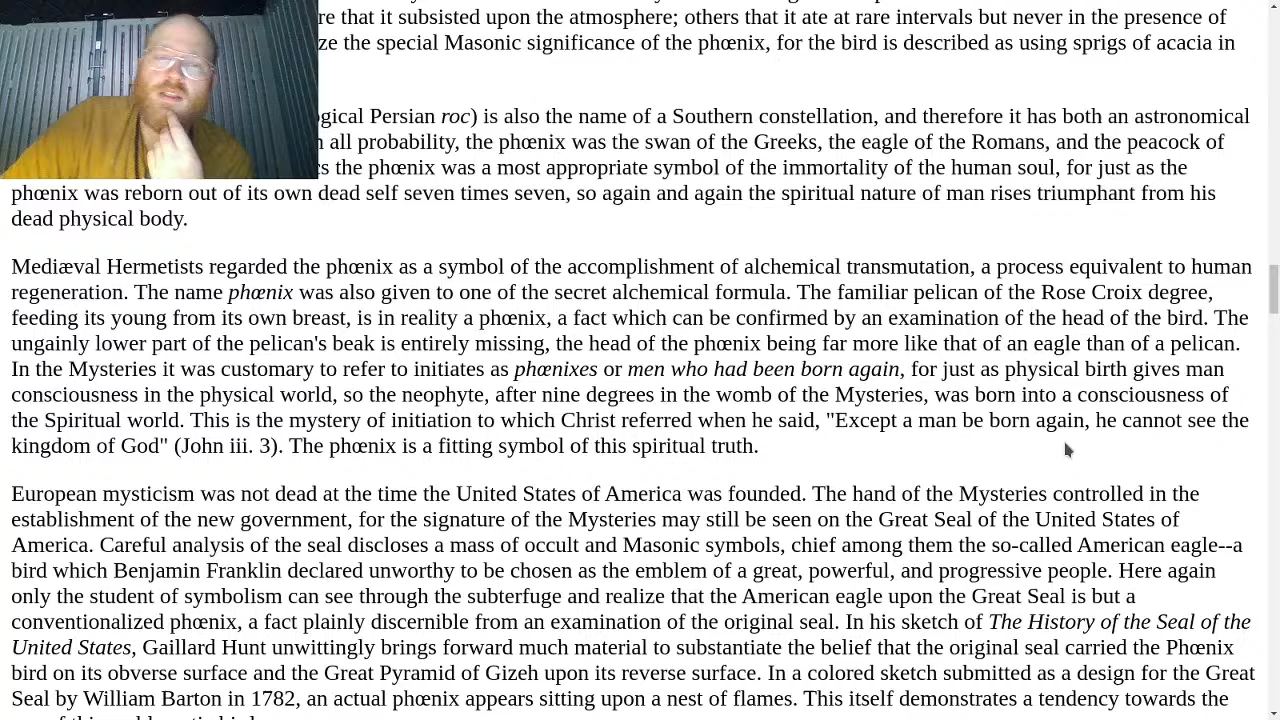 re that it subsisted upon the atmosphere; others that it ate at rare intervals but never in the presence of
ze the special Masonic significance of the phœnix, for the bird is described as using sprigs of acacia in
ogical Persian roc) is also the name of a Southern constellation, and therefore it has both an astronomical
all probability, the phœnix was the swan of the Greeks, the eagle of the Romans, and the peacock of
cs the phœnix was a most appropriate symbol of the immortality of the human soul, for just as the
phœnix was reborn out of its own dead self seven times seven, so again and again the spiritual nature of man rises triumphant from his
dead physical body.
Mediæval Hermetists regarded the phœnix as a symbol of the accomplishment of alchemical transmutation, a process equivalent to human
regeneration. The name phœnix was also given to one of the secret alchemical formula. The familiar pelican of the Rose Croix degree,
feeding its young from its own breast, is in reality a phœnix, a fact which can be confirmed by an examination of the head of the bird. The
ungainly lower part of the pelican's beak is entirely missing, the head of the phœnix being far more like that of an eagle than of a pelican.
In the Mysteries it was customary to refer to initiates as phœnixes or men who had been born again, for just as physical birth gives man
consciousness in the physical world, so the neophyte, after nine degrees in the womb of the Mysteries, was born into a consciousness of
the Spiritual world. This is the mystery of initiation to which Christ referred when he said, "Except a man be born again, he cannot see the
kingdom of God" (John iii. 3). The phœnix is a fitting symbol of this spiritual truth.
European mysticism was not dead at the time the United States of America was founded. The hand of the Mysteries controlled in the
establishment of the new government, for the signature of the Mysteries may still be seen on the Great Seal of the United States of
America. Careful analysis of the seal discloses a mass of occult and Masonic symbols, chief among them the so-called American eagle--a
bird which Benjamin Franklin declared unworthy to be chosen as the emblem of a great, powerful, and progressive people. Here again
only the student of symbolism can see through the subterfuge and realize that the American eagle upon the Great Seal is but a
conventionalized phœnix, a fact plainly discernible from an examination of the original seal. In his sketch of The History of the Seal of the
United States, Gaillard Hunt unwittingly brings forward much material to substantiate the belief that the original seal carried the Phœnix
bird on its obverse surface and the Great Pyramid of Gizeh upon its reverse surface. In a colored sketch submitted as a design for the Great
Seal by William Barton in 1782, an actual phœnix appears sitting upon a nest of flames. This itself demonstrates a tendency towards the